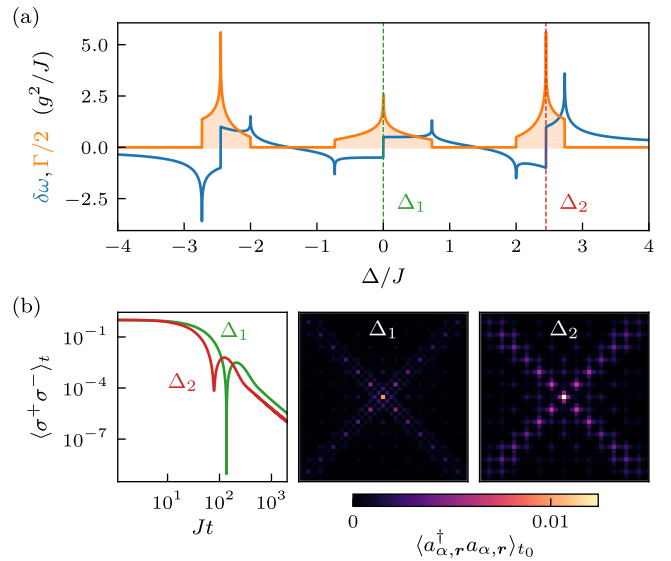 (a)
δω, Γ/2 (g²/J)
5.0
2.5
0.0
−2.5
Δ₁
Δ₂
−4 −3 −2 −1 0 1 2 3 4
Δ/J
(b)
⟨σ⁺σ⁻⟩ₜ
10⁻¹
10⁻⁴
10⁻⁷
Δ₁
Δ₂
10¹ 10² 10³
Jt
Δ₁
Δ₂
0 0.01
⟨a†_{α,r} a_{α,r}⟩_{t₀}